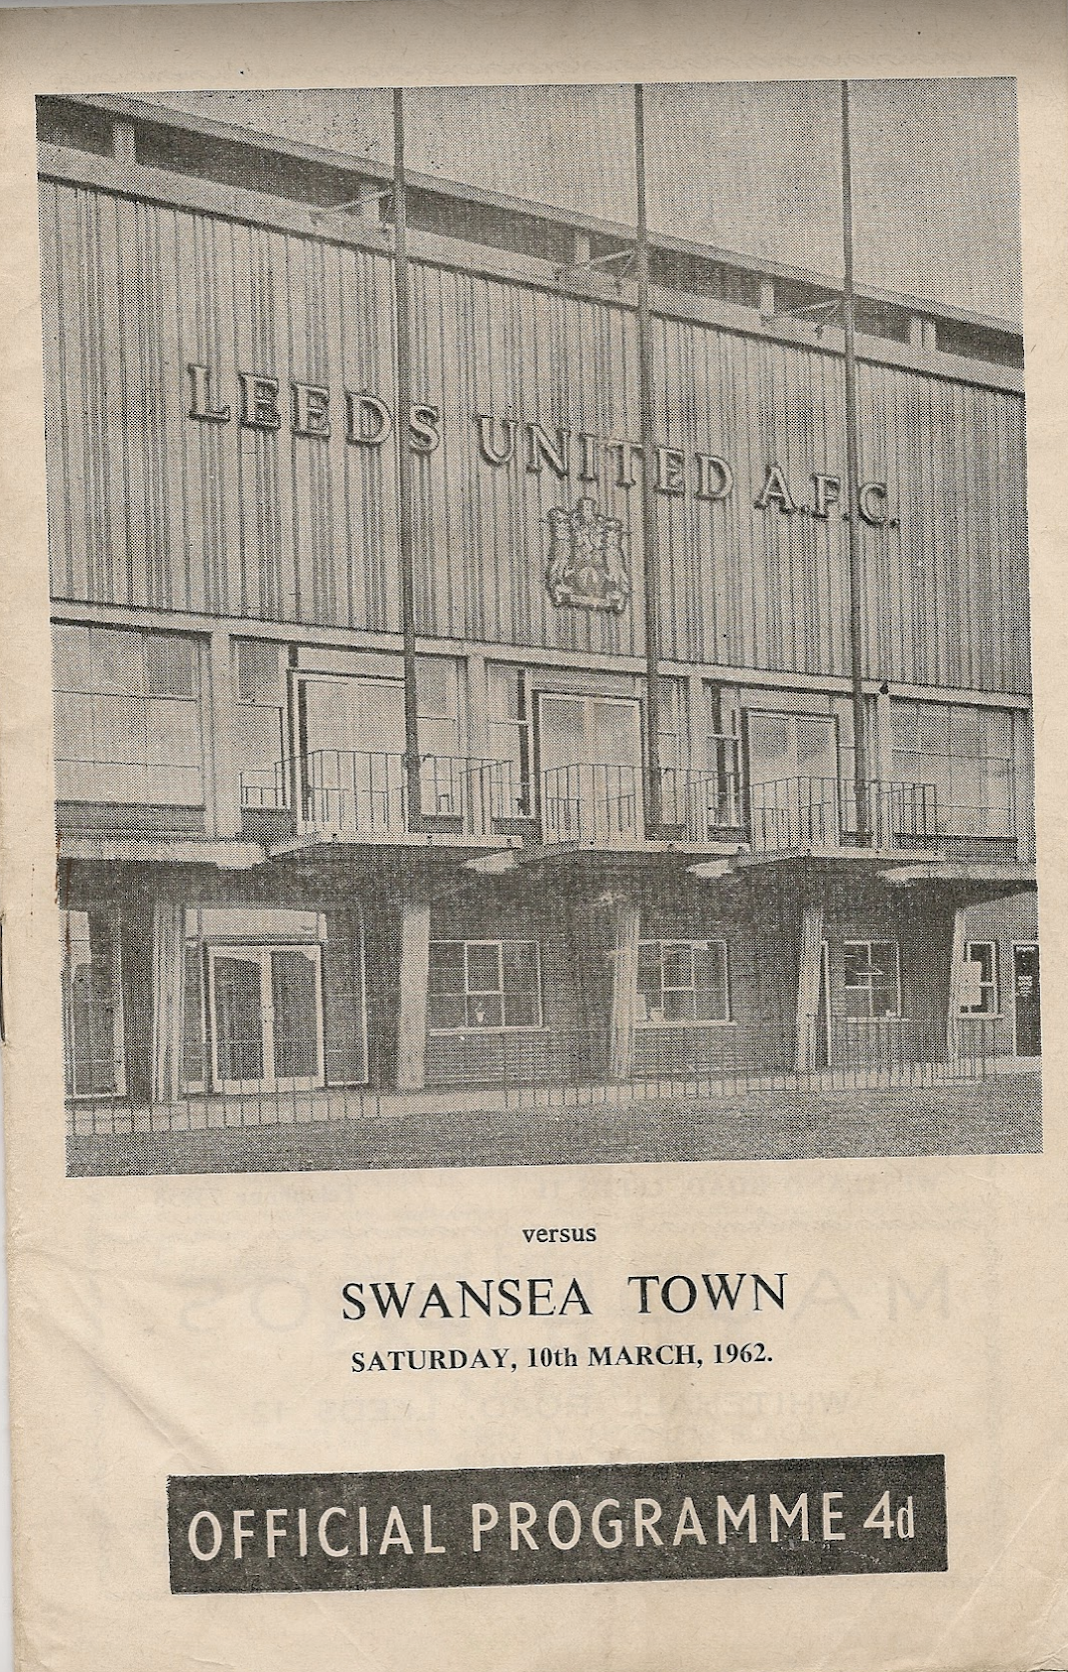 LEEDS UNITED A.F.C.
versus
SWANSEA TOWN
SATURDAY, 10th MARCH, 1962.
OFFICIAL PROGRAMME 4d